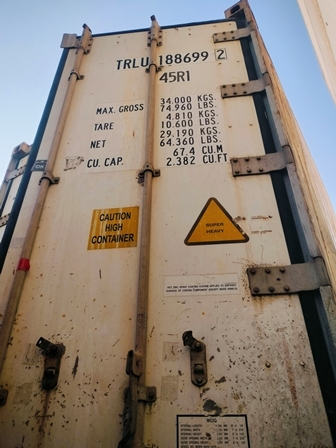 TRLU 188699 2
45R1
MAX. GROSS 34.000 KGS.
74.960 LBS.
TARE 4.810 KGS.
10.600 LBS.
NET 29.190 KGS.
64.360 LBS.
CU. CAP. 67.4 CU.M
2.382 CU.FT
CAUTION
HIGH
CONTAINER
SUPER
HEAVY